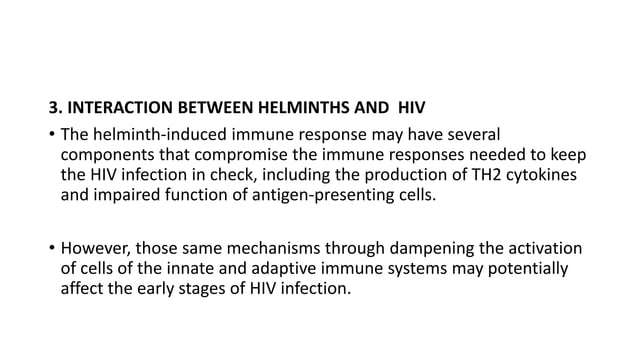 3. INTERACTION BETWEEN HELMINTHS AND  HIV
• The helminth-induced immune response may have several
components that compromise the immune responses needed to keep
the HIV infection in check, including the production of TH2 cytokines
and impaired function of antigen-presenting cells.
• However, those same mechanisms through dampening the activation
of cells of the innate and adaptive immune systems may potentially
affect the early stages of HIV infection.